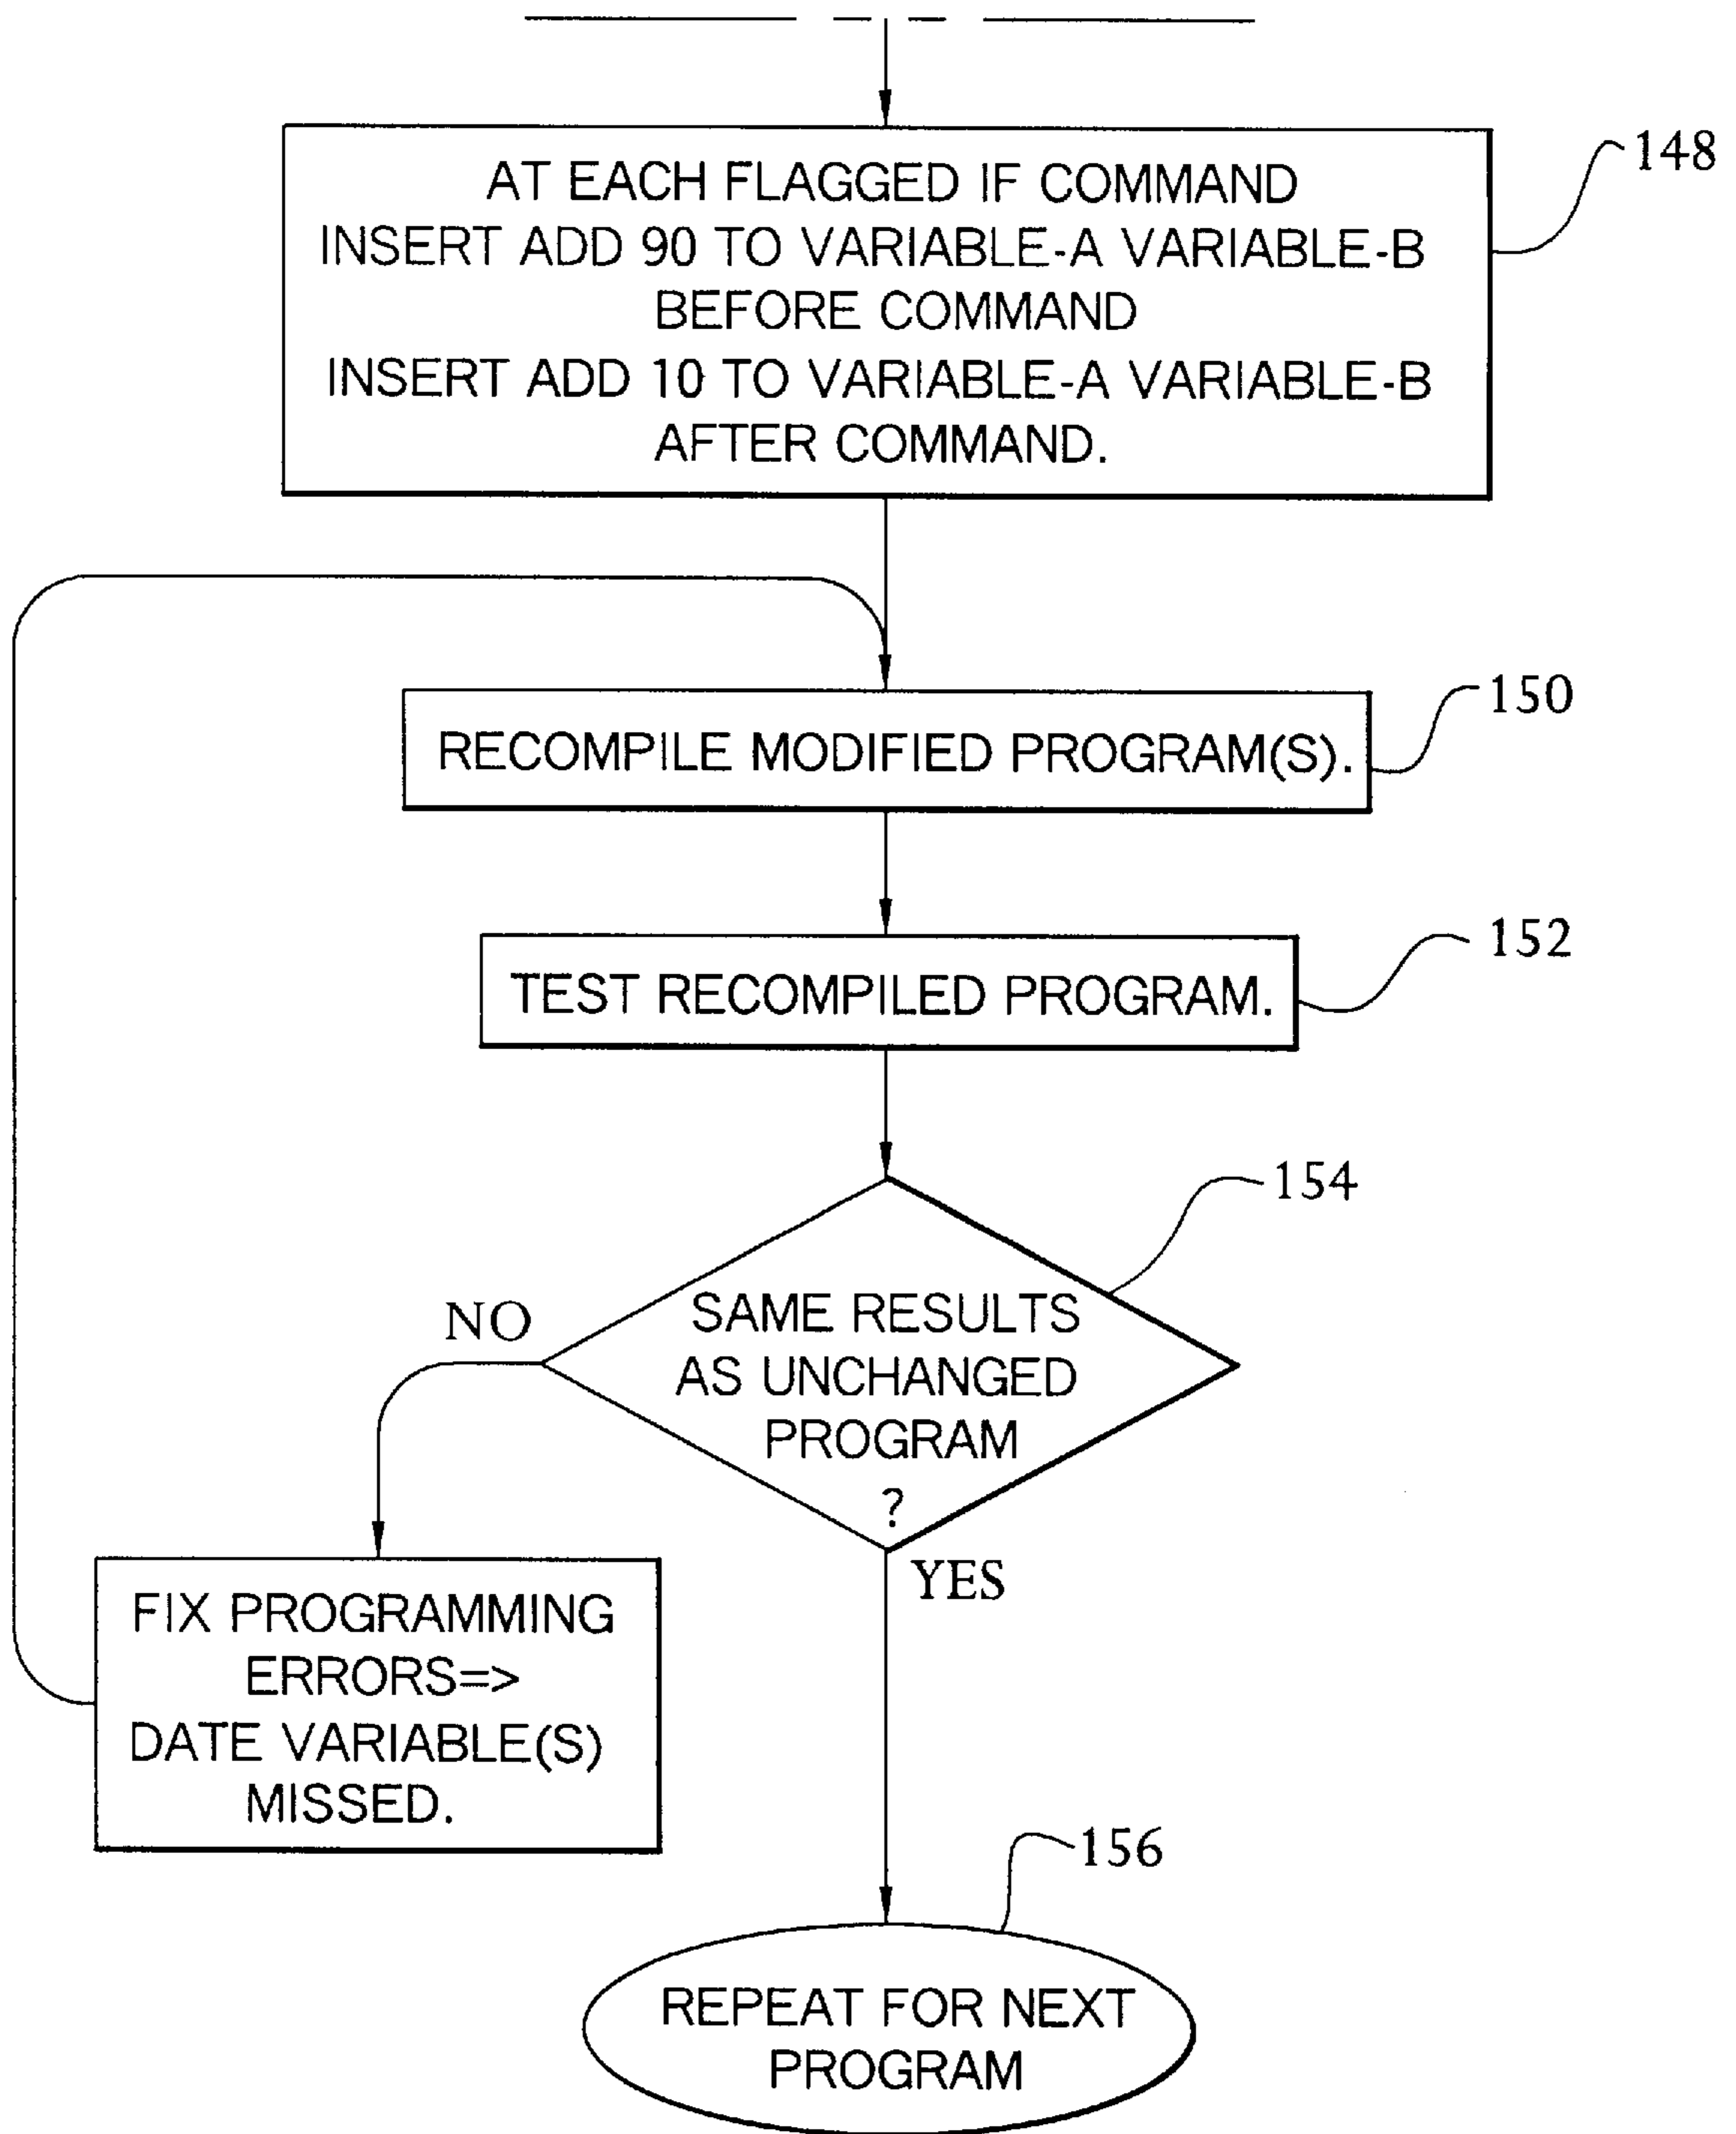 AT EACH FLAGGED IF COMMAND
INSERT ADD 90 TO VARIABLE-A VARIABLE-B
BEFORE COMMAND
INSERT ADD 10 TO VARIABLE-A VARIABLE-B
AFTER COMMAND.
148
RECOMPILE MODIFIED PROGRAM(S).
150
TEST RECOMPILED PROGRAM.
152
SAME RESULTS
AS UNCHANGED
PROGRAM
?
154
NO
YES
FIX PROGRAMMING
ERRORS=>
DATE VARIABLE(S)
MISSED.
REPEAT FOR NEXT
PROGRAM
156